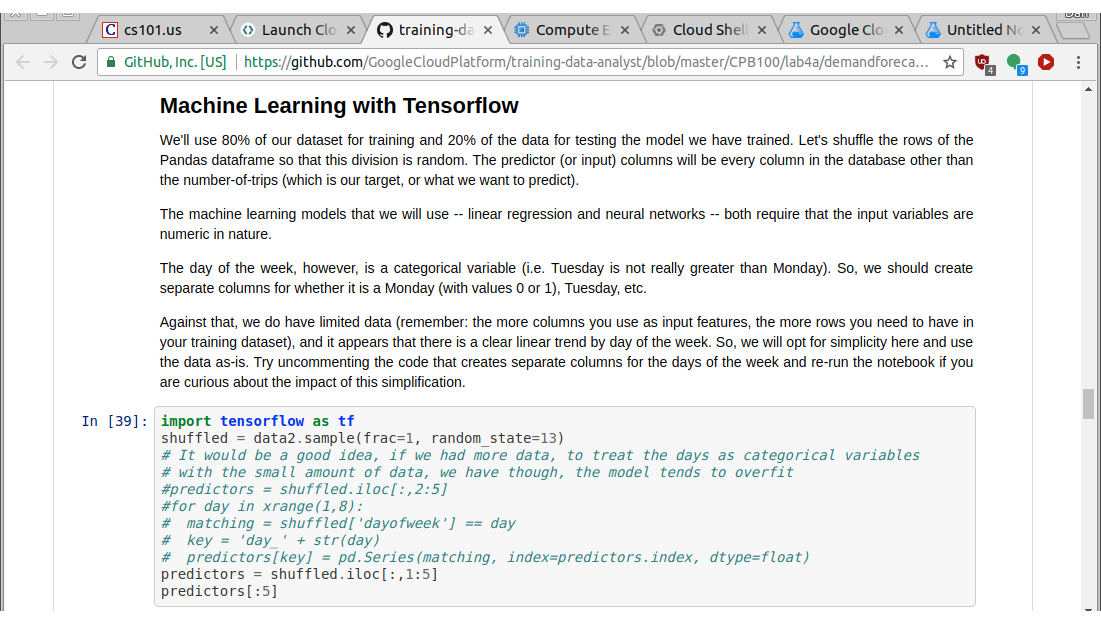 Dan
cs101.us
Launch Clo
training-da
Compute E
Cloud Shell
Google Clo
Untitled No
GitHub, Inc. [US]
https://github.com/GoogleCloudPlatform/training-data-analyst/blob/master/CPB100/lab4a/demandforeca...
4
9
Machine Learning with Tensorflow
We'll use 80% of our dataset for training and 20% of the data for testing the model we have trained. Let's shuffle the rows of the
Pandas dataframe so that this division is random. The predictor (or input) columns will be every column in the database other than
the number-of-trips (which is our target, or what we want to predict).
The machine learning models that we will use -- linear regression and neural networks -- both require that the input variables are
numeric in nature.
The day of the week, however, is a categorical variable (i.e. Tuesday is not really greater than Monday). So, we should create
separate columns for whether it is a Monday (with values 0 or 1), Tuesday, etc.
Against that, we do have limited data (remember: the more columns you use as input features, the more rows you need to have in
your training dataset), and it appears that there is a clear linear trend by day of the week. So, we will opt for simplicity here and use
the data as-is. Try uncommenting the code that creates separate columns for the days of the week and re-run the notebook if you
are curious about the impact of this simplification.
In [39]: import tensorflow as tf
shuffled = data2.sample(frac=1, random_state=13)
# It would be a good idea, if we had more data, to treat the days as categorical variables
# with the small amount of data, we have though, the model tends to overfit
#predictors = shuffled.iloc[:,2:5]
#for day in xrange(1,8):
#  matching = shuffled['dayofweek'] == day
#  key = 'day_' + str(day)
#  predictors[key] = pd.Series(matching, index=predictors.index, dtype=float)
predictors = shuffled.iloc[:,1:5]
predictors[:5]